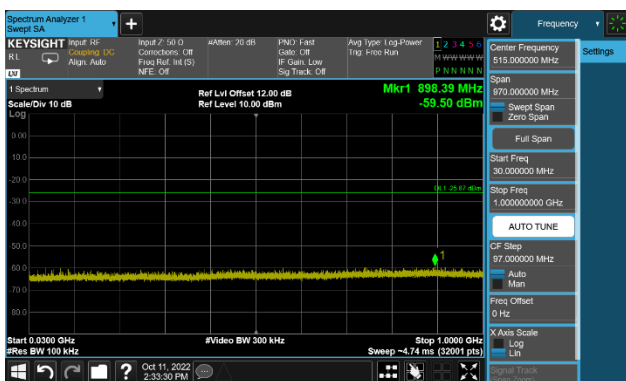 Spectrum Analyzer 1
Swept SA
Frequency
Settings
KEYSIGHT
RL
Input: RF
Coupling: DC
Align: Auto
Input Z: 50 Ω
Corrections: Off
Freq Ref: Int (S)
NFE: Off
#Atten: 20 dB
PNO: Fast
Gate: Off
IF Gain: Low
Sig Track: Off
Avg Type: Log-Power
Trig: Free Run
1 2 3 4 5 6
M W W W W W
P N N N N N
1 Spectrum
Scale/Div 10 dB
Log
Ref Lvl Offset 12.00 dB
Ref Level 10.00 dBm
Mkr1 898.39 MHz
-59.50 dBm
0.00
-10.0
-20.0
-30.0
-40.0
-50.0
-60.0
-70.0
-80.0
DL1 -25.87 dBm
1
Start 0.0300 GHz
#Res BW 100 kHz
#Video BW 300 kHz
Stop 1.0000 GHz
Sweep ~4.74 ms (32001 pts)
Center Frequency
515.000000 MHz
Span
970.000000 MHz
Swept Span
Zero Span
Full Span
Start Freq
30.000000 MHz
Stop Freq
1.000000000 GHz
AUTO TUNE
CF Step
97.000000 MHz
Auto
Man
Freq Offset
0 Hz
X Axis Scale
Log
Lin
Signal Track
(Span Zoom)
?
Oct 11, 2022
2:33:30 PM